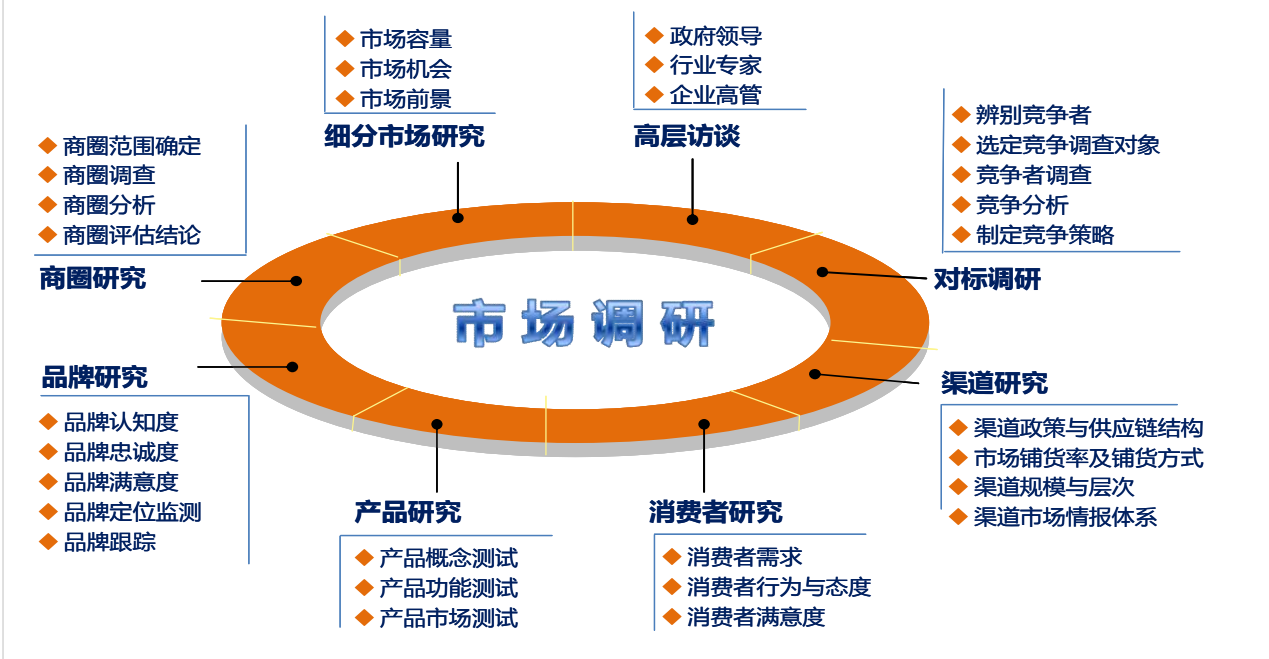 市场容量
市场机会
市场前景
细分市场研究
政府领导
行业专家
企业高管
高层访谈
辨别竞争者
选定竞争调查对象
竞争者调查
竞争分析
制定竞争策略
对标调研
商圈范围确定
商圈调查
商圈分析
商圈评估结论
商圈研究
市场调研
品牌研究
品牌认知度
品牌忠诚度
品牌满意度
品牌定位监测
品牌跟踪
产品研究
产品概念测试
产品功能测试
产品市场测试
消费者研究
消费者需求
消费者行为与态度
消费者满意度
渠道研究
渠道政策与供应链结构
市场铺货率及铺货方式
渠道规模与层次
渠道市场情报体系